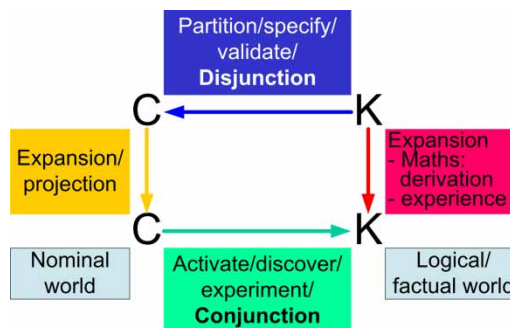 Partition/specify/
validate/
Disjunction
C
K
Expansion/
projection
Expansion
- Maths:
derivation
- experience
C
K
Nominal
world
Activate/discover/
experiment/
Conjunction
Logical/
factual world